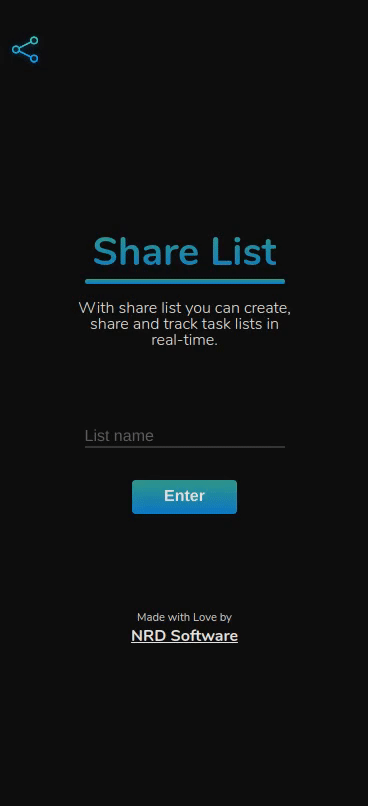 Share List
With share list you can create,
share and track task lists in
real-time.
List name
Enter
Made with Love by
NRD Software